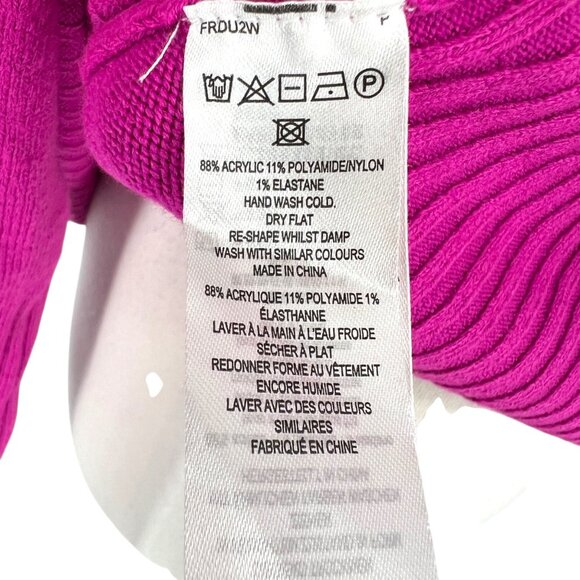 FRDU2W P
P
88% ACRYLIC 11% POLYAMIDE/NYLON
1% ELASTANE
HAND WASH COLD.
DRY FLAT
RE-SHAPE WHILST DAMP
WASH WITH SIMILAR COLOURS
MADE IN CHINA
88% ACRYLIQUE 11% POLYAMIDE 1%
ÉLASTHANNE
LAVER À LA MAIN À L'EAU FROIDE
SÉCHER À PLAT
REDONNER FORME AU VÊTEMENT
ENCORE HUMIDE
LAVER AVEC DES COULEURS
SIMILAIRES
FABRIQUÉ EN CHINE